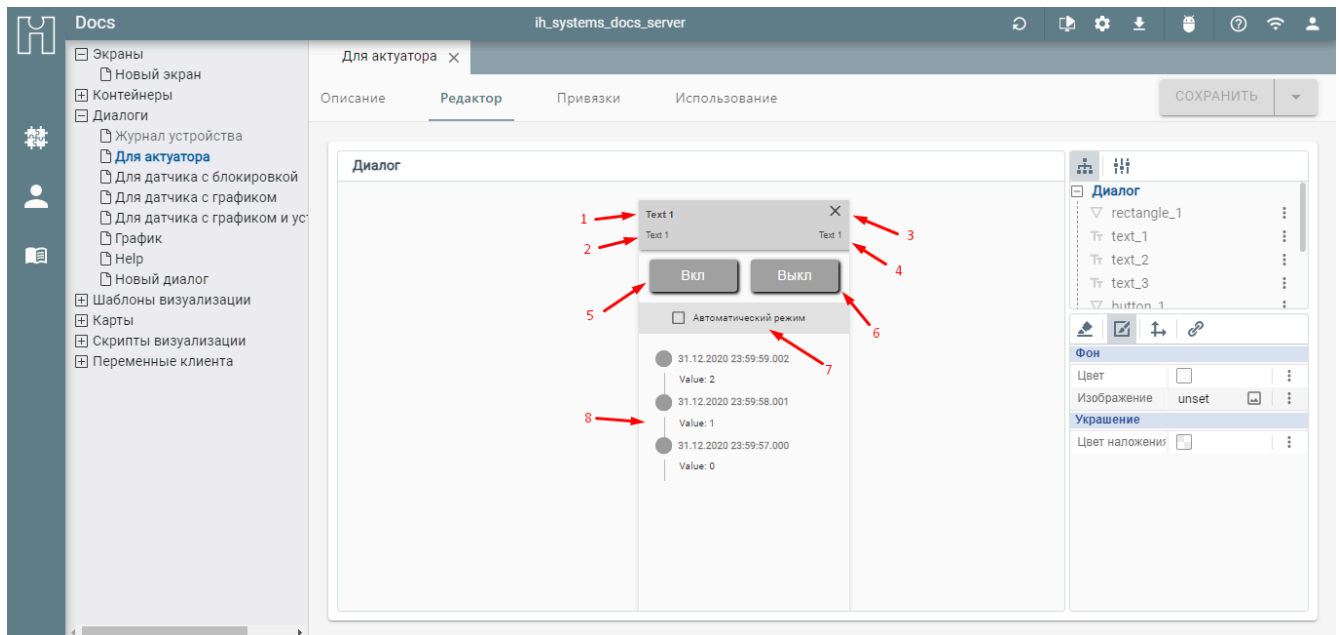 Docs
ih_systems_docs_server
Экраны
Новый экран
Контейнеры
Диалоги
Журнал устройства
Для актуатора
Для датчика с блокировкой
Для датчика с графиком
Для датчика с графиком и ус
График
Help
Новый диалог
Шаблоны визуализации
Карты
Скрипты визуализации
Переменные клиента
Для актуатора
Описание Редактор Привязки Использование
СОХРАНИТЬ
Диалог
1 Text 1
2 Text 1 Text 1
3
4
Вкл Выкл
5
6
Автоматический режим
7
31.12.2020 23:59:59.002
Value: 2
31.12.2020 23:59:58.001
8 Value: 1
31.12.2020 23:59:57.000
Value: 0
Диалог
rectangle_1
Tт text_1
Tт text_2
Tт text_3
button_1
Фон
Цвет
Изображение unset
Украшение
Цвет наложения